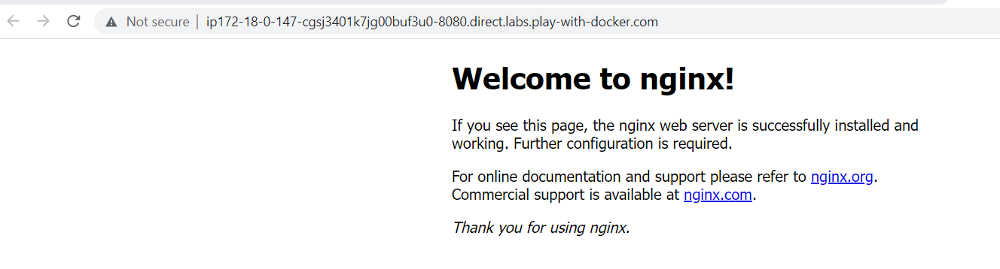 Not secure | ip172-18-0-147-cgsj3401k7jg00buf3u0-8080.direct.labs.play-with-docker.com
Welcome to nginx!
If you see this page, the nginx web server is successfully installed and
working. Further configuration is required.
For online documentation and support please refer to nginx.org.
Commercial support is available at nginx.com.
Thank you for using nginx.